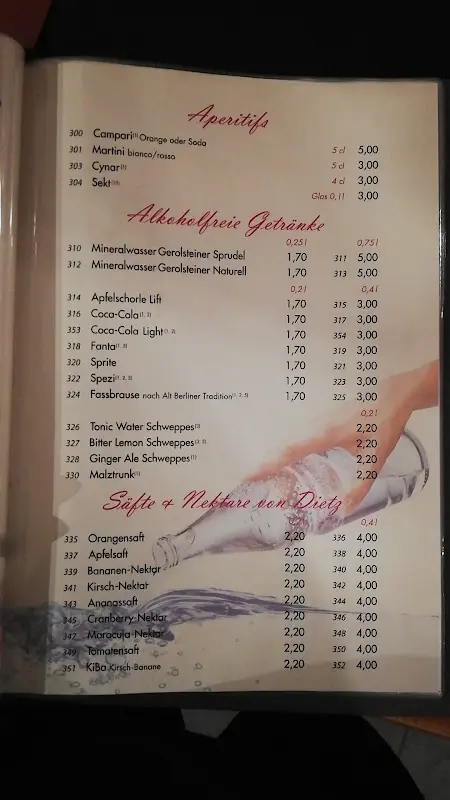 Aperitifs
300 Campari(1) Orange oder Soda 5 cl 5,00
301 Martini bianco/rosso 5 cl 3,00
303 Cynar(1) 4 cl 3,00
304 Sekt Glas 0,1 l 3,00
Alkoholfreie Getränke
0,25 l 0,75 l
310 Mineralwasser Gerolsteiner Sprudel 1,70 311 5,00
312 Mineralwasser Gerolsteiner Naturell 1,70 313 5,00
0,2 l 0,4 l
314 Apfelschorle Lift 1,70 315 3,00
316 Coca-Cola(1, 2) 1,70 317 3,00
353 Coca-Cola Light(1, 2) 1,70 354 3,00
318 Fanta 1,70 319 3,00
320 Sprite 1,70 321 3,00
322 Spezi 1,70 323 3,00
324 Fassbrause nach Alt Berliner Tradition 1,70 325 3,00
0,2 l
326 Tonic Water Schweppes 2,20
327 Bitter Lemon Schweppes 2,20
328 Ginger Ale Schweppes(1) 2,20
330 Malztrunk(1) 2,20
Säfte + Nektare von Dietz
0,4 l
335 Orangensaft 2,20 336 4,00
337 Apfelsaft 2,20 338 4,00
339 Bananen-Nektar 2,20 340 4,00
341 Kirsch-Nektar 2,20 342 4,00
343 Ananassaft 2,20 344 4,00
345 Cranberry-Nektar 2,20 346 4,00
347 Maracuja-Nektar 2,20 348 4,00
349 Tomatensaft 2,20 350 4,00
351 KiBa Kirsch-Banane 2,20 352 4,00